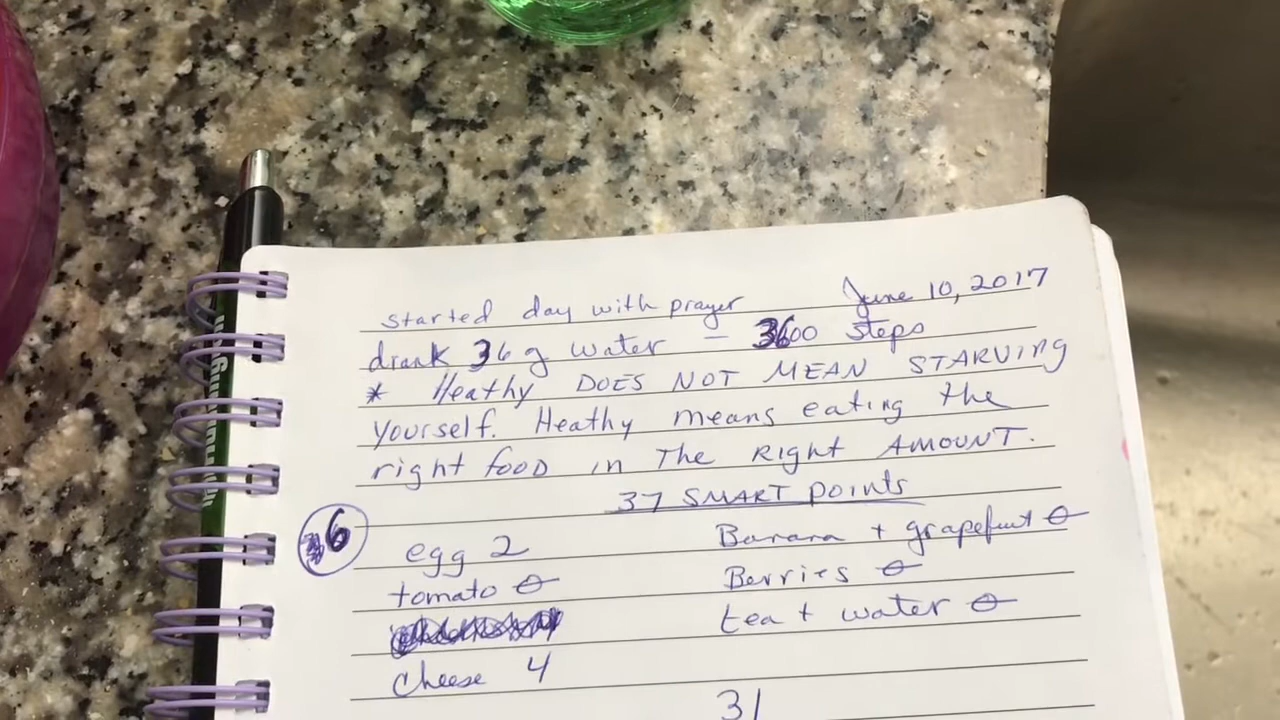 started day with prayer June 10, 2017
drank 36 g water - 3600 steps
* Heathy DOES NOT MEAN STARVING
yourself. Heathy means eating the
right food in The Right AMOUNT.
37 SMART points
6
egg 2
tomato 0
cheese 4
Banana + grapefruit 0
Berries 0
tea + water 0
31